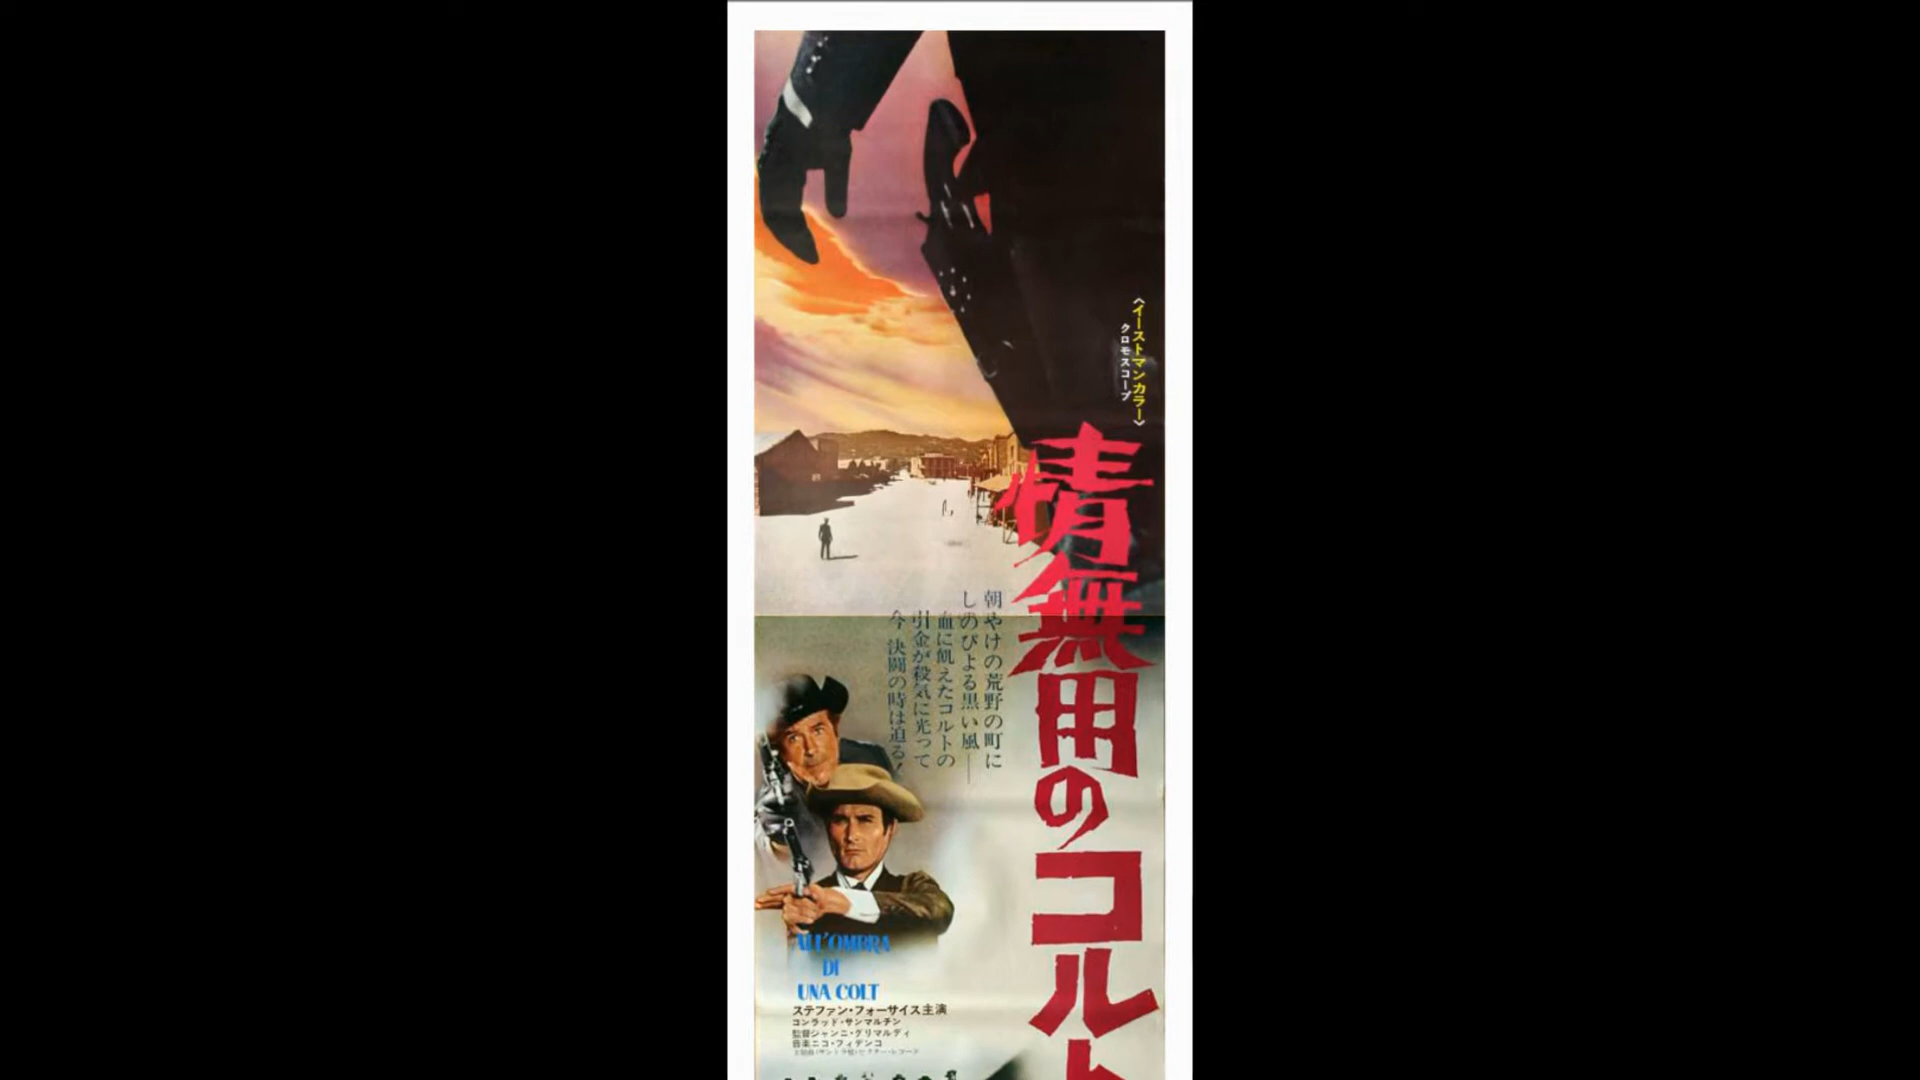 〈イーストマンカラー〉
クロモスコープ
情無用のコルト
朝やけの荒野の町に
しのびよる黒い風——
血に飢えたコルトの
引金が殺気に光って
今 決闘の時は迫る!
ALL'OMBRA
DI
UNA COLT
ステファン・フォーサイス主演
コンラッド・サンマルチン
監督ジャンニ・グリマルディ
音楽ニコ・フィデンコ